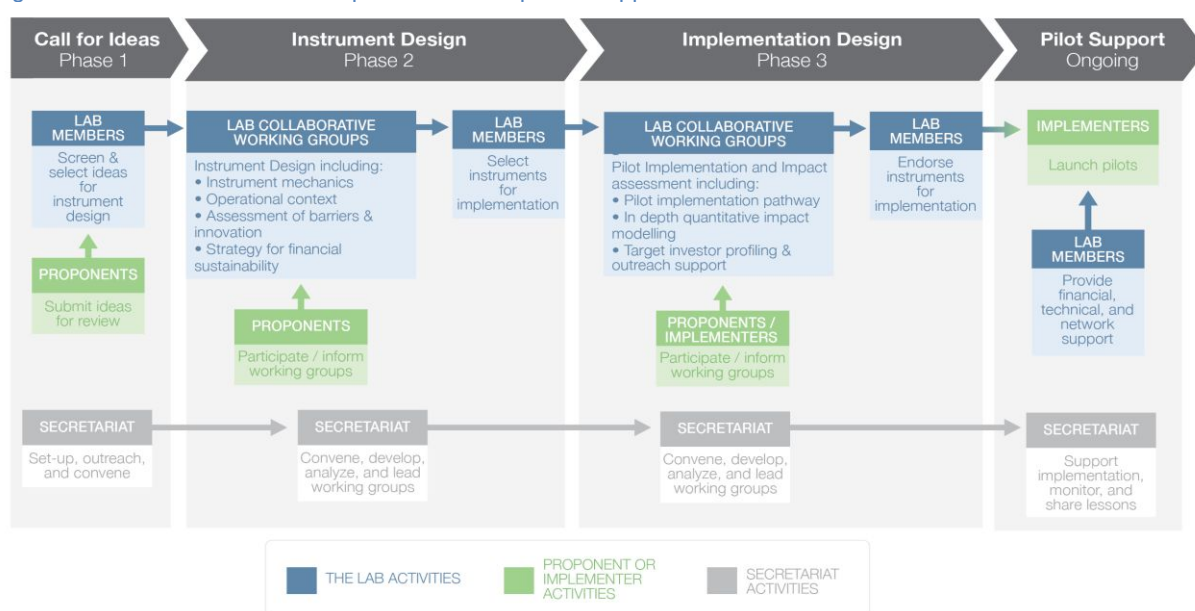 Call for Ideas
Phase 1
Instrument Design
Phase 2
Implementation Design
Phase 3
Pilot Support
Ongoing
LAB
MEMBERS
Screen &
select ideas
for
instrument
design
PROPONENTS
Submit ideas
for review
LAB COLLABORATIVE
WORKING GROUPS
Instrument Design including:
• Instrument mechanics
• Operational context
• Assessment of barriers &
innovation
• Strategy for financial
sustainability
PROPONENTS
Participate / inform
working groups
LAB
MEMBERS
Select
instruments
for
implementation
LAB COLLABORATIVE
WORKING GROUPS
Pilot Implementation and Impact
assessment including:
• Pilot implementation pathway
• In depth quantitative impact
modelling
• Target investor profiling &
outreach support
PROPONENTS /
IMPLEMENTERS
Participate / inform
working groups
LAB
MEMBERS
Endorse
instruments
for
implementation
IMPLEMENTERS
Launch pilots
LAB
MEMBERS
Provide
financial,
technical, and
network
support
SECRETARIAT
Set-up, outreach,
and convene
SECRETARIAT
Convene, develop,
analyze, and lead
working groups
SECRETARIAT
Convene, develop,
analyze, and lead
working groups
SECRETARIAT
Support
implementation,
monitor, and
share lessons
THE LAB ACTIVITIES
PROPONENT OR
IMPLEMENTER
ACTIVITIES
SECRETARIAT
ACTIVITIES